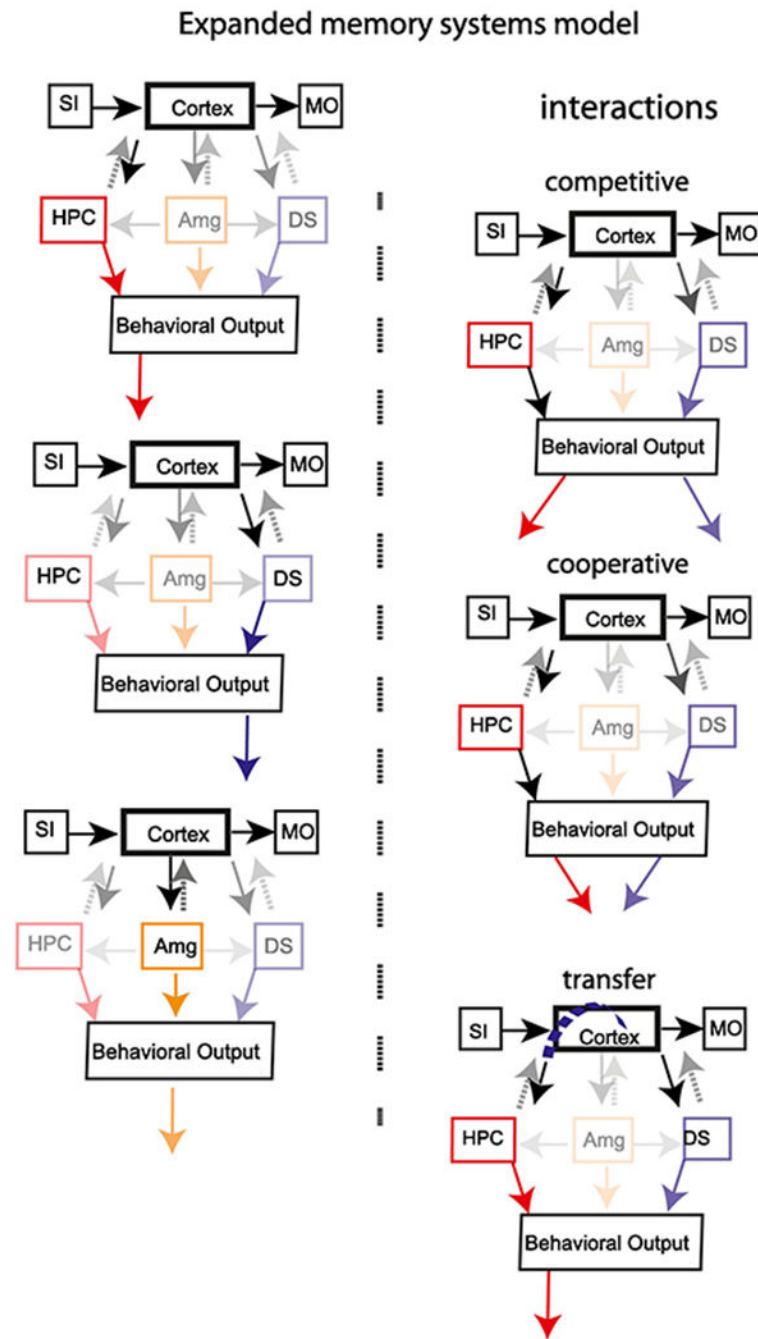 Expanded memory systems model
SI Cortex MO
HPC Amg DS
Behavioral Output
SI Cortex MO
HPC Amg DS
Behavioral Output
SI Cortex MO
HPC Amg DS
Behavioral Output
interactions
competitive
SI Cortex MO
HPC Amg DS
Behavioral Output
cooperative
SI Cortex MO
HPC Amg DS
Behavioral Output
transfer
SI Cortex MO
HPC Amg DS
Behavioral Output